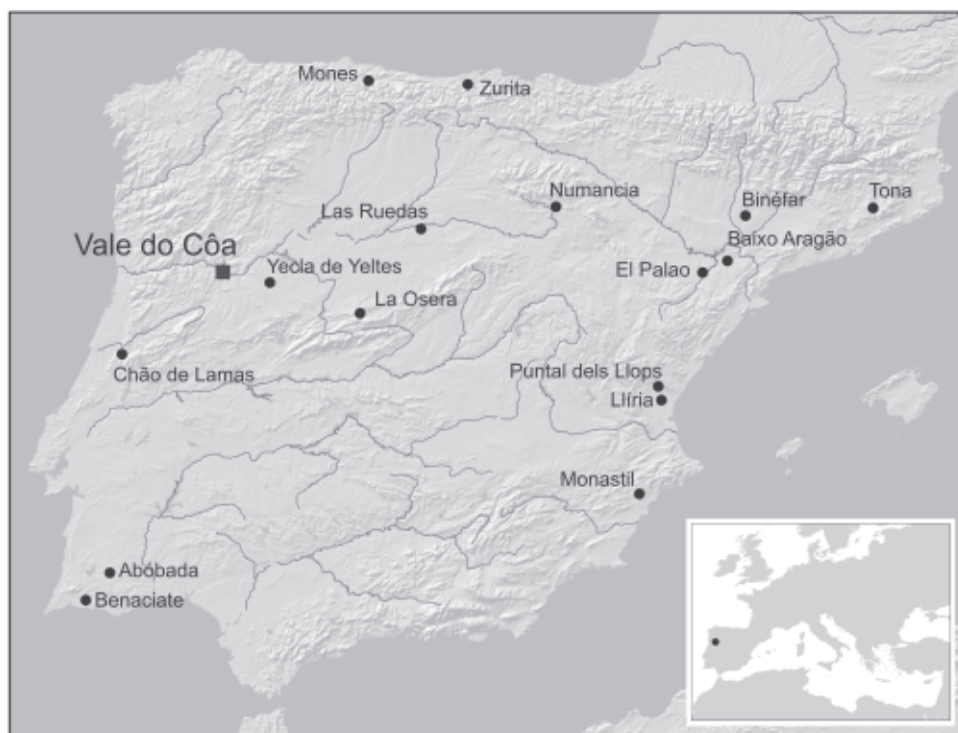 Mones
Zurita
Numancia
Binéfar
Tona
Las Ruedas
Baixo Aragão
Vale do Côa
El Palao
Yecla de Yeltes
La Osera
Chão de Lamas
Puntal dels Llops
Llíria
Monastil
Abóbada
Benaciate